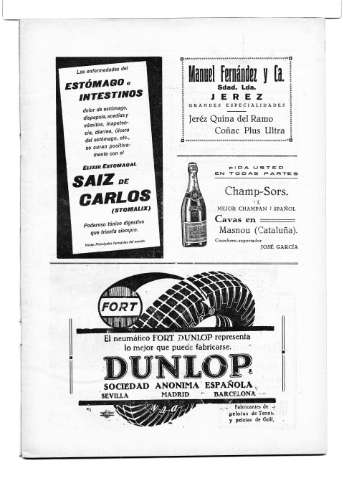 Las enfermedades del
ESTÓMAGO e
INTESTINOS
dolor de estómago,
dispepsia, acedías y
vómitos, inapeten-
cia, diarrea, úlcera
del estómago, etc.,
se curan positiva-
mente con el
ELIXIR ESTOMACAL
SAIZ DE
CARLOS
(STOMALIX)
Poderoso tónico digestivo
que triunfa siempre.
Manuel Fernández y Ca.
Sdad. Lda.
JEREZ
GRANDES ESPECIALIDADES
Jeréz Quina del Ramo
Coñac Plus Ultra
PIDA USTED
EN TODAS PARTES
Champ-Sors.
MEJOR CHAMPAN ESPAÑOL
Cavas en
Masnou (Cataluña).
JOSÉ GARCÍA
FORT
El neumático FORT DUNLOP representa
lo mejor que puede fabricarse.
DUNLOP
SOCIEDAD ANONIMA ESPAÑOLA
SEVILLA MADRID BARCELONA
Fabricantes de
pelotas de Tennis
y pelotas de Golf.